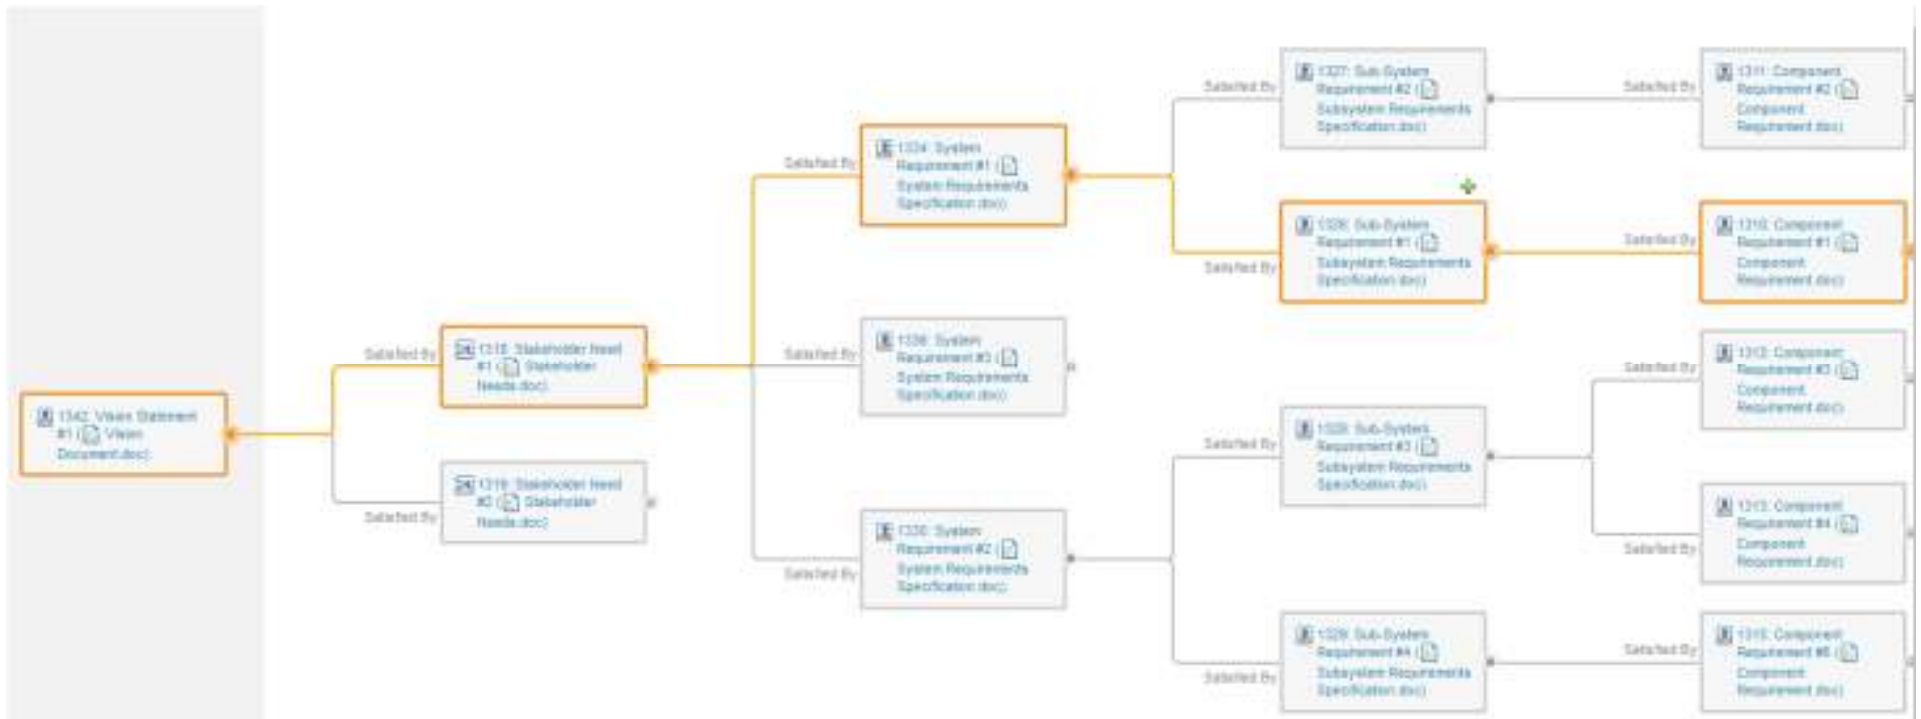 Satisfied By
1327: Sub-System
Requirement #2 (
Subsystem Requirements
Specification.doc)
Satisfied By
1311: Component
Requirement #2 (
Component
Requirement.doc)
Satisfied By
1334: System
Requirement #1 (
System Requirements
Specification.doc)
Satisfied By
Sub-System
Requirement #1 (
Subsystem Requirements
Specification.doc)
Satisfied By
1310: Component
Requirement #1 (
Component
Requirement.doc)
Satisfied By
1318: Stakeholder Need
#1 ( Stakeholder
Needs.doc)
Satisfied By
System
Requirement #3 (
System Requirements
Specification.doc)
Satisfied By
1312: Component
Requirement #3 (
Component
Requirement.doc)
1342: Vision Statement
#1 ( Vision
Document.doc)
Satisfied By
1319: Stakeholder Need
#2 ( Stakeholder
Needs.doc)
Satisfied By
Sub-System
Requirement #3 (
Subsystem Requirements
Specification.doc)
Satisfied By
1313: Component
Requirement #4 (
Component
Requirement.doc)
Satisfied By
System
Requirement #2 (
System Requirements
Specification.doc)
Satisfied By
1329: Sub-System
Requirement #4 (
Subsystem Requirements
Specification.doc)
Satisfied By
1315: Component
Requirement
Component
Requirement.doc)